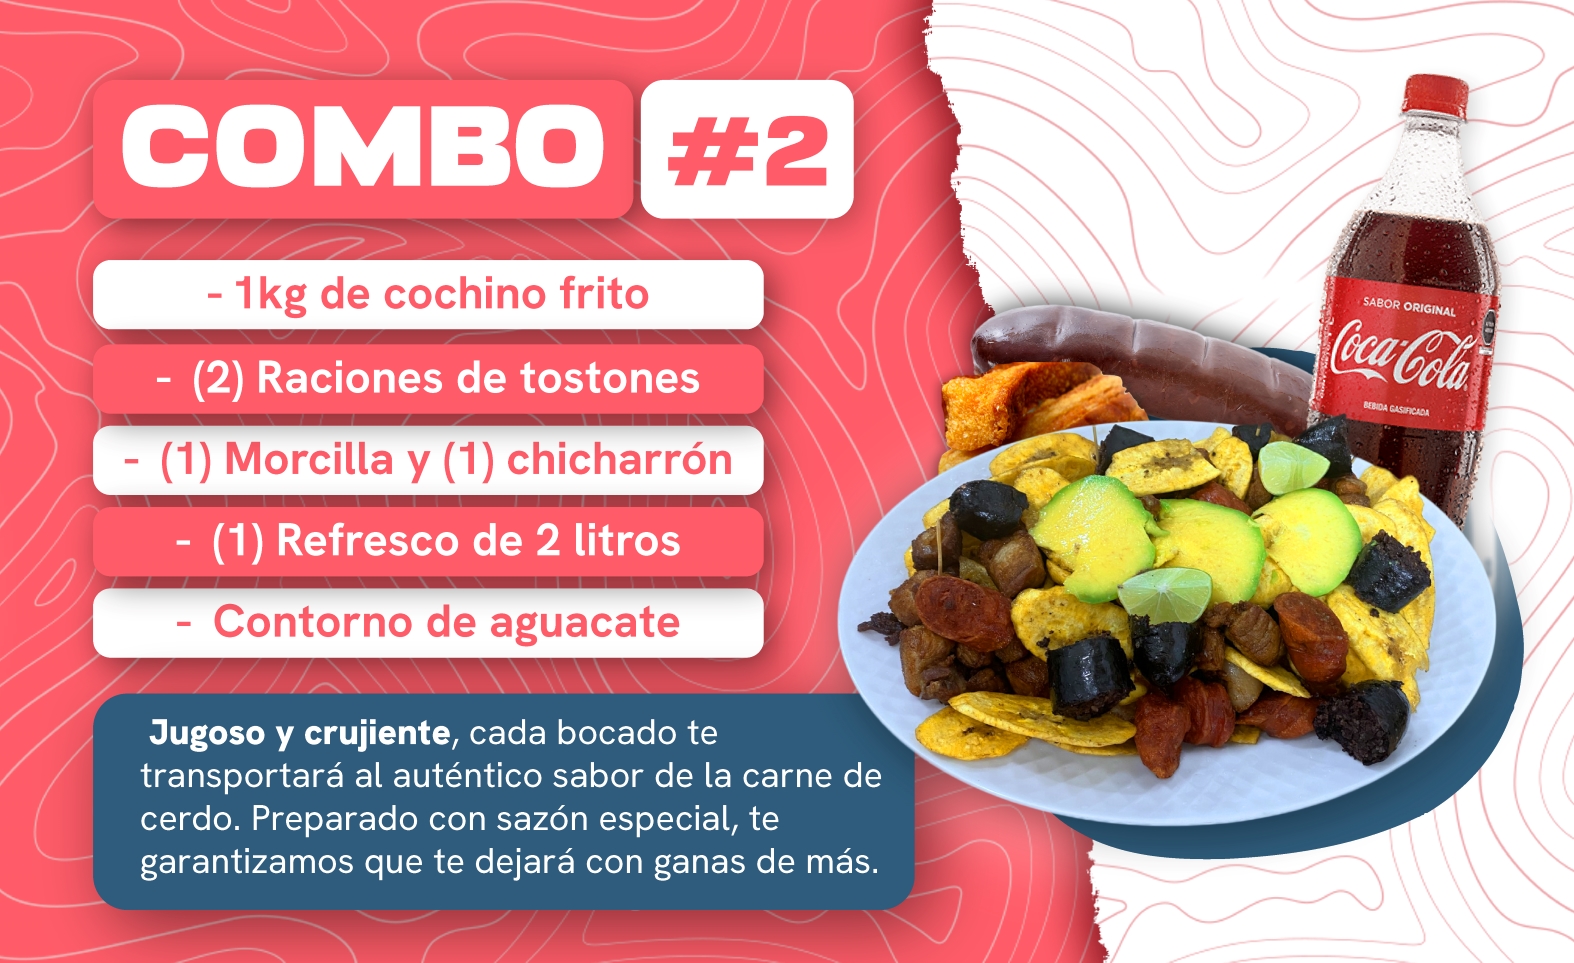 COMBO #2
- 1kg de cochino frito
- (2) Raciones de tostones
- (1) Morcilla y (1) chicharrón
- (1) Refresco de 2 litros
- Contorno de aguacate
Jugoso y crujiente, cada bocado te
transportará al auténtico sabor de la carne de
cerdo. Preparado con sazón especial, te
garantizamos que te dejará con ganas de más.
SABOR ORIGINAL
Coca-Cola
BEBIDA GASIFICADA